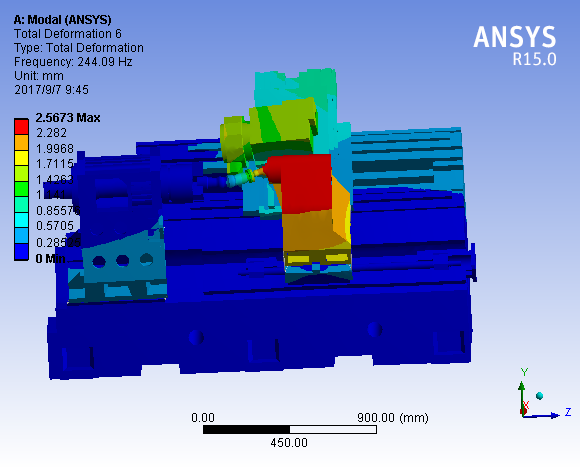 A: Modal (ANSYS)
Total Deformation 6
Type: Total Deformation
Frequency: 244.09 Hz
Unit: mm
2017/9/7 9:45
ANSYS
R15.0
2.5673 Max
2.282
1.9968
1.7115
0.5705
0 Min
Y
X
Z
0.00
900.00 (mm)
450.00